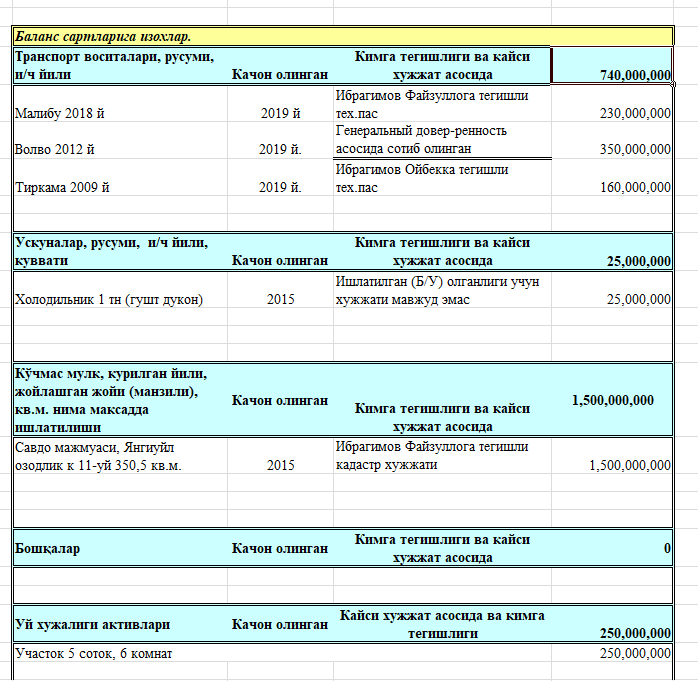 Баланс сартларига изохлар.
Транспорт воситалари, русуми,
и/ч йили
Качон олинган
Кимга тегишлиги ва кайси
хужжат асосида
740,000,000
Малибу 2018 й
2019 й
Ибрагимов Файзуллога тегишли
тех.пас
230,000,000
Волво 2012 й
2019 й.
Генеральный довер-ренность
асосида сотиб олинган
350,000,000
Тиркама 2009 й
2019 й.
Ибрагимов Ойбекка тегишли
тех.пас
160,000,000
Ускуналар, русуми, и/ч йили,
куввати
Качон олинган
Кимга тегишлиги ва кайси
хужжат асосида
25,000,000
Холодильник 1 тн (гушт дукон)
2015
Ишлатилган (Б/У) олганлиги учун
хужжати мавжуд эмас
25,000,000
Кўчмас мулк, курилган йили,
жойлашган жойи (манзили),
кв.м. нима максадда
ишлатилиши
Качон олинган
Кимга тегишлиги ва кайси
хужжат асосида
1,500,000,000
Савдо мажмуаси, Янгиуйл
озодлик к 11-уй 350,5 кв.м.
2015
Ибрагимов Файзуллога тегишли
кадастр хужжати
1,500,000,000
Бошқалар
Качон олинган
Кимга тегишлиги ва кайси
хужжат асосида
0
Уй хужалиги активлари
Качон олинган
Кайси хужжат асосида ва кимга
тегишлиги
250,000,000
Участок 5 соток, 6 комнат
250,000,000